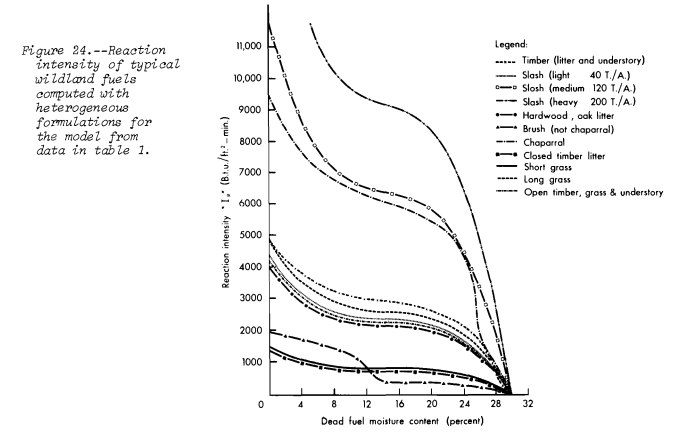 Figure 24.--Reaction
intensity of typical
wildland fuels
computed with
heterogeneous
formulations for
the model from
data in table 1.
Reaction intensity "I R" (B.t.u./ft.²–min.)
11,000
10,000
9000
8000
7000
6000
5000
4000
3000
2000
1000
0 4 8 12 16 20 24 28 32
Dead fuel moisture content (percent)
Legend:
Timber (litter and understory)
Slash (light 40 T./A.)
Slosh (medium 120 T./A.)
Slash (heavy 200 T./A.)
Hardwood , oak litter
Brush (not chaparral)
Chaparral
Closed timber litter
Short grass
Long grass
Open timber, grass & understory